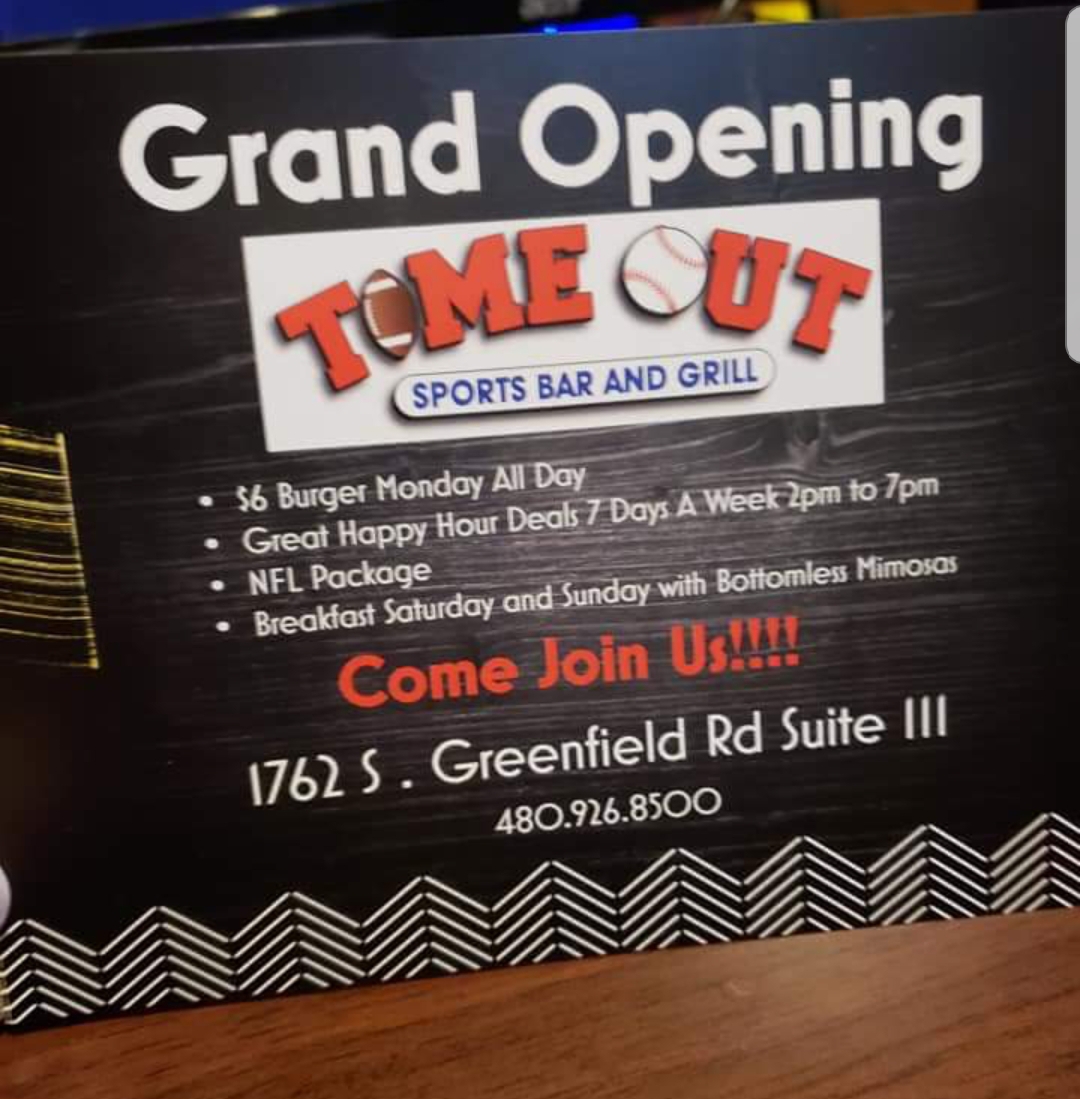 Grand Opening
TIME OUT
SPORTS BAR AND GRILL
• $6 Burger Monday All Day
• Great Happy Hour Deals 7 Days A Week 2pm to 7pm
• NFL Package
• Breakfast Saturday and Sunday with Bottomless Mimosas
Come Join Us!!!!
1762 S . Greenfield Rd Suite 111
480.926.8500